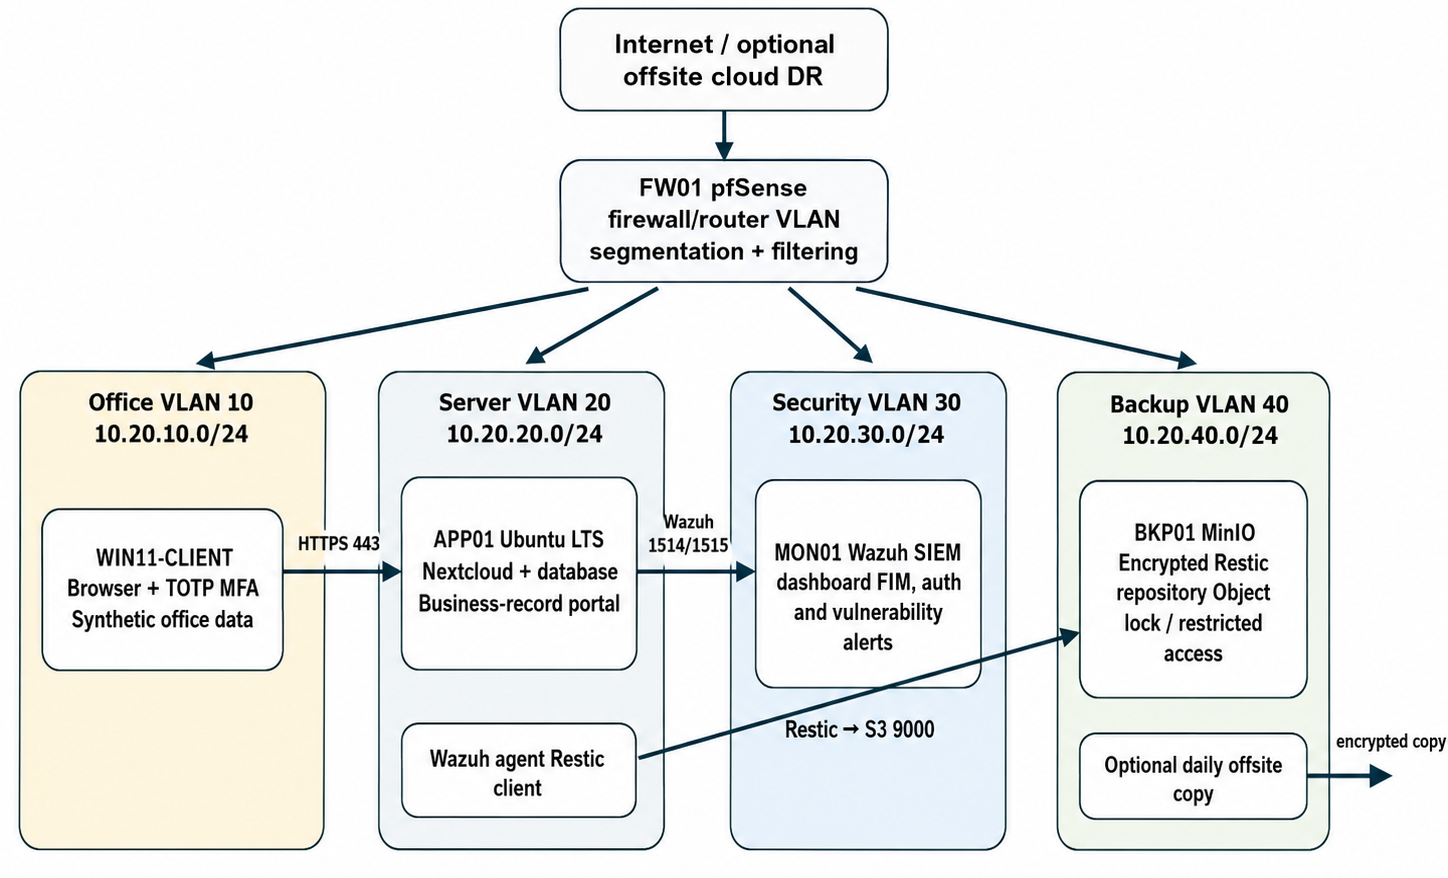 Internet / optional
offsite cloud DR
FW01 pfSense
firewall/router VLAN
segmentation + filtering
Office VLAN 10
10.20.10.0/24
WIN11-CLIENT
Browser + TOTP MFA
Synthetic office data
HTTPS 443
Server VLAN 20
10.20.20.0/24
APP01 Ubuntu LTS
Nextcloud + database
Business-record portal
Wazuh agent Restic
client
Wazuh
1514/1515
Security VLAN 30
10.20.30.0/24
MON01 Wazuh SIEM
dashboard FIM, auth
and vulnerability
alerts
Restic → S3 9000
Backup VLAN 40
10.20.40.0/24
BKP01 MinIO
Encrypted Restic
repository Object
lock / restricted
access
Optional daily offsite
copy
encrypted copy